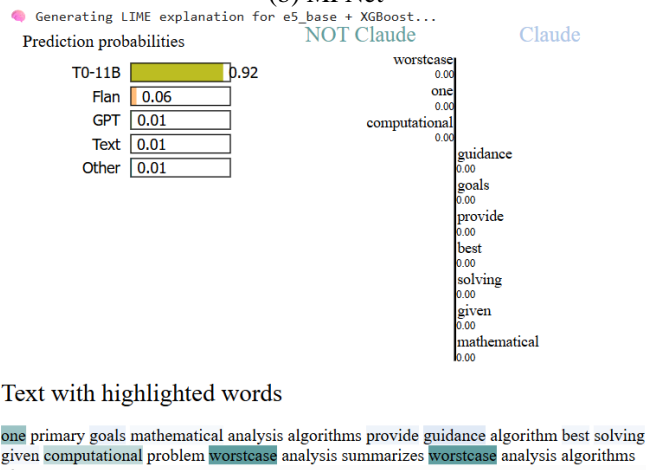 (b) MPNet
🧠 Generating LIME explanation for e5_base + XGBoost...
Prediction probabilities
NOT Claude
Claude
T0-11B 0.92
Flan 0.06
GPT 0.01
Text 0.01
Other 0.01
worstcase
0.00
one
0.00
computational
0.00
guidance
0.00
goals
0.00
provide
0.00
best
0.00
solving
0.00
given
0.00
mathematical
0.00
Text with highlighted words
one primary goals mathematical analysis algorithms provide guidance algorithm best solving
given computational problem worstcase analysis summarizes worstcase analysis algorithms